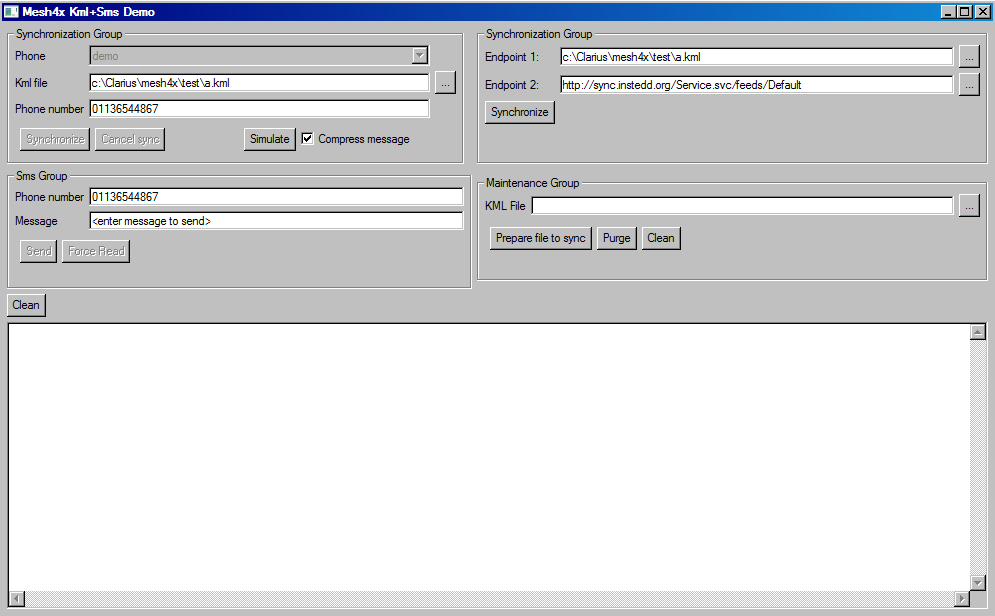 Mesh4x Kml+Sms Demo
Synchronization Group
Phone demo
Kml file c:\Clarius\mesh4x\test\a.kml ...
Phone number 01136544867
Synchronize Cancel sync Simulate Compress message
Synchronization Group
Endpoint 1: c:\Clarius\mesh4x\test\a.kml ...
Endpoint 2: http://sync.instedd.org/Service.svc/feeds/Default ...
Synchronize
Sms Group
Phone number 01136544867
Message <enter message to send>
Send Force Read
Maintenance Group
KML File ...
Prepare file to sync Purge Clean
Clean